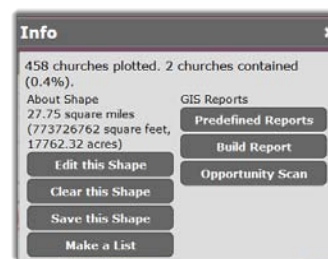 Info
458 churches plotted. 2 churches contained
(0.4%).
About Shape
27.75 square miles
(773726762 square feet,
17762.32 acres)
Edit this Shape
Clear this Shape
Save this Shape
Make a List
GIS Reports
Predefined Reports
Build Report
Opportunity Scan